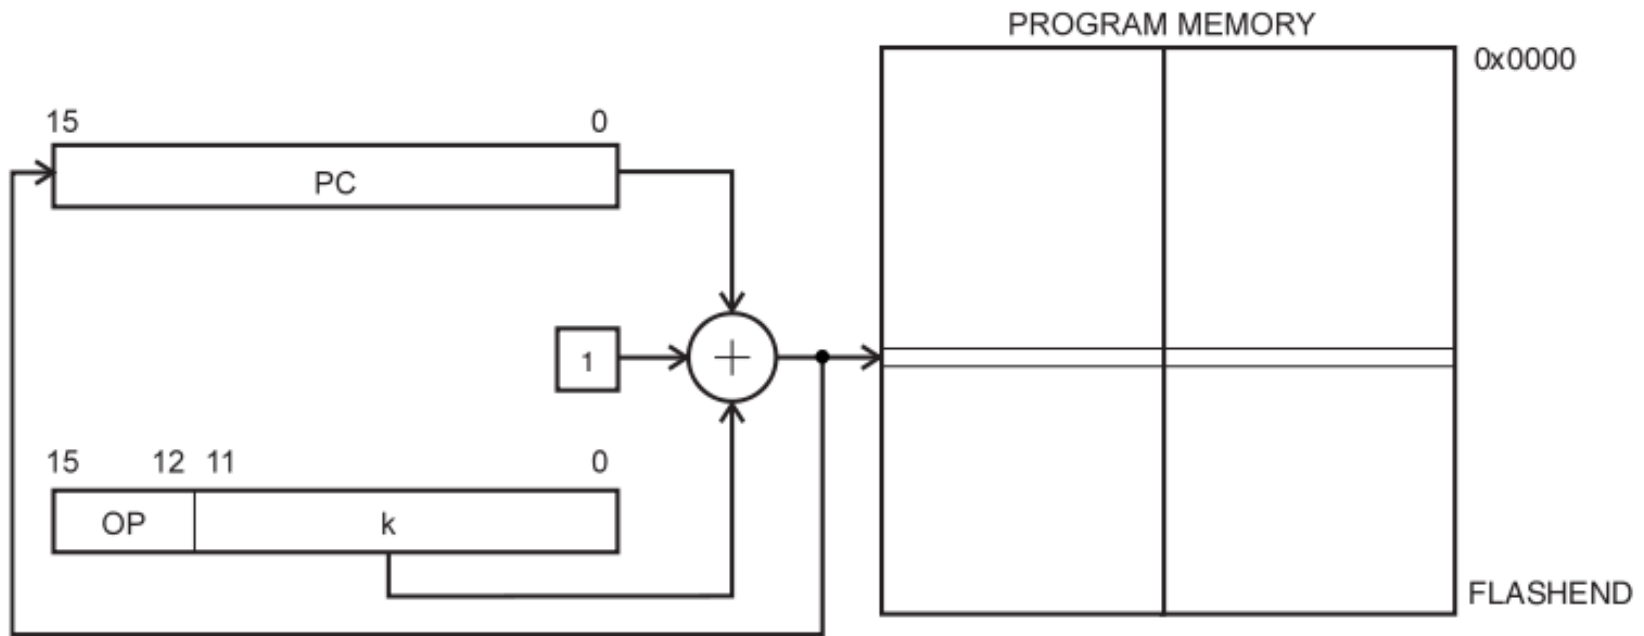 PROGRAM MEMORY
0x0000
15 0
PC
1
+
15 12 11 0
OP k
FLASHEND